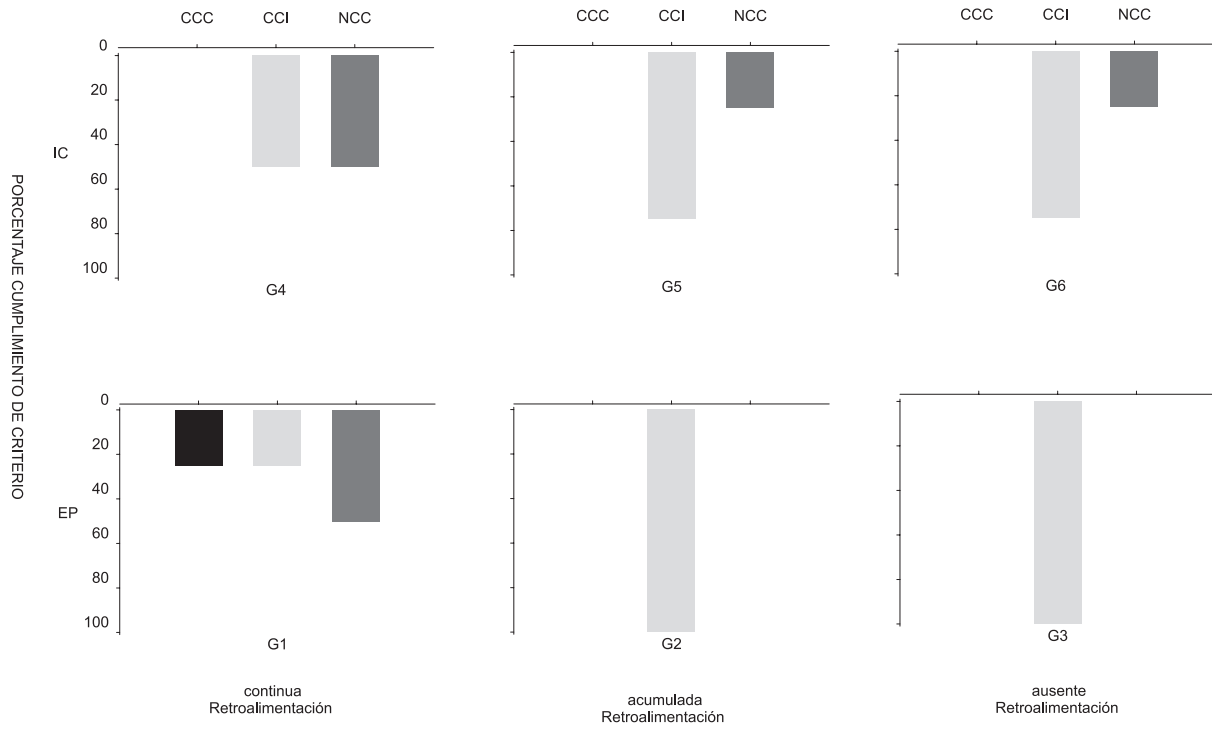 CCC CCI NCC
CCC CCI NCC
CCC CCI NCC
PORCENTAJE CUMPLIMIENTO DE CRITERIO
IC
0
20
40
60
80
100
G4
G5
G6
EP
0
20
40
60
80
100
G1
G2
G3
continua
Retroalimentación
acumulada
Retroalimentación
ausente
Retroalimentación